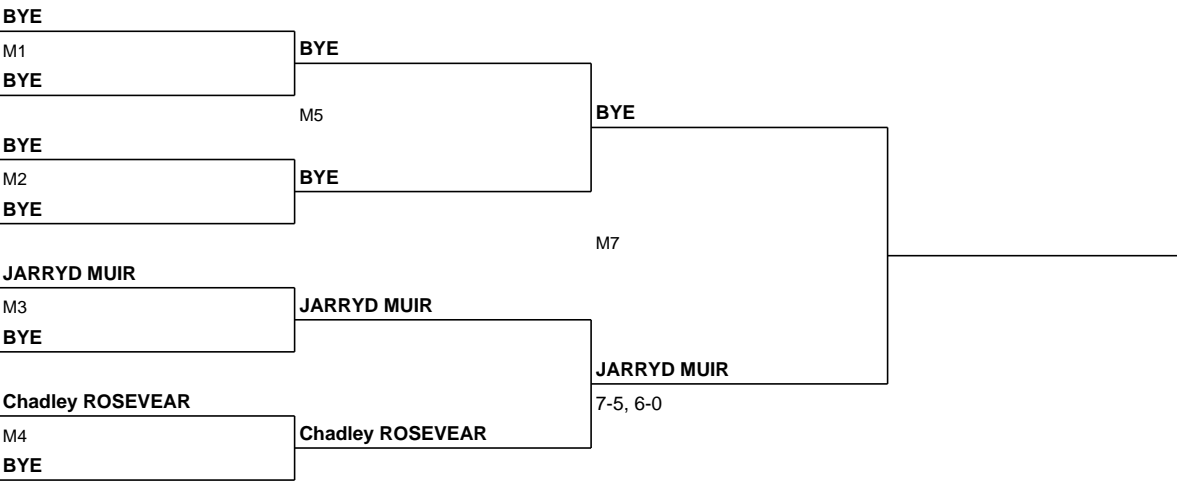 BYE
M1
BYE
BYE
M5
BYE
BYE
M2
BYE
BYE
M7
JARRYD MUIR
M3
JARRYD MUIR
BYE
JARRYD MUIR
7-5, 6-0
Chadley ROSEVEAR
M4
Chadley ROSEVEAR
BYE